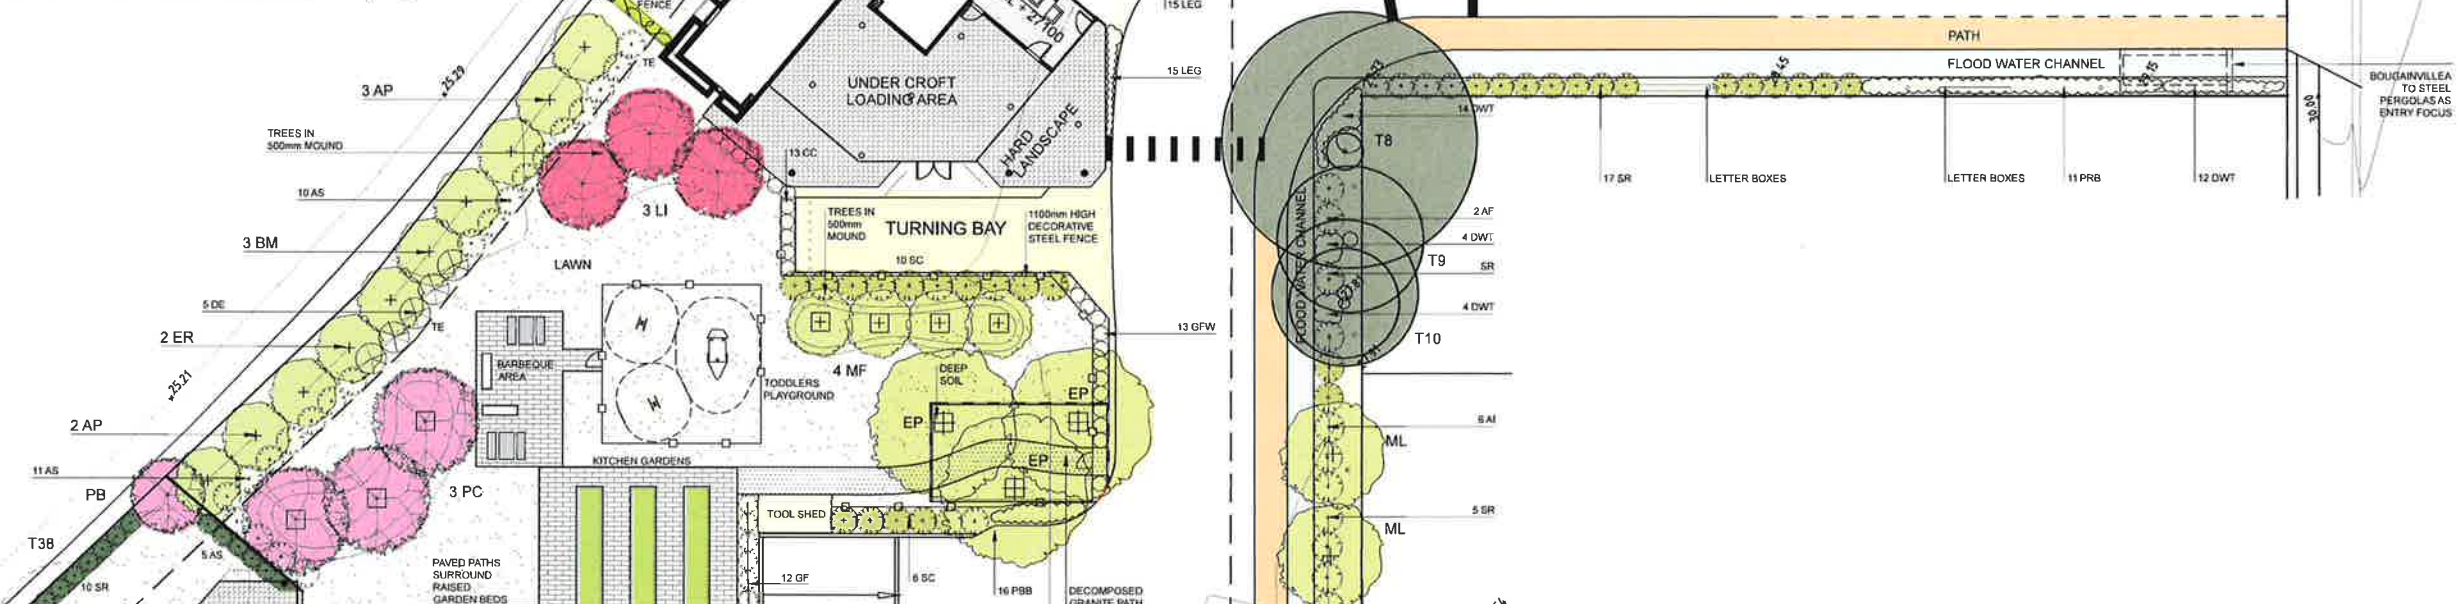 FENCE
TE
3 AP
25.29
TREES IN
500mm MOUND
10 AS
3 BM
5 DE
TE
2 ER
25.21
2 AP
11 AS
PB
T38
10 SR
5 AS
3 PC
3 LI
LAWN
BARBEQUE
AREA
TODDLERS
PLAYGROUND
KITCHEN GARDENS
PAVED PATHS
SURROUND
RAISED
GARDEN BEDS
UNDER CROFT
LOADING AREA
HARD
LANDSCAPE
13 CC
TREES IN
500mm
MOUND
TURNING BAY
1100mm HIGH
DECORATIVE
STEEL FENCE
10 SC
4 MF
DEEP
SOIL
EP
EP
EP
TOOL SHED
12 GF
6 SC
16 PBB
DECOMPOSED
GRANITE PATH
15 LEG
15 LEG
13 GFW
PATH
FLOOD WATER CHANNEL
BOUGAINVILLEA
TO STEEL
PERGOLAS AS
ENTRY FOCUS
30.00
14 DWT
T8
17 SR
LETTER BOXES
LETTER BOXES
11 PRB
12 DWT
FLOOD WATER CHANNEL
2 AF
4 DWT
T9
SR
4 DWT
T10
6 AI
ML
5 SR
ML